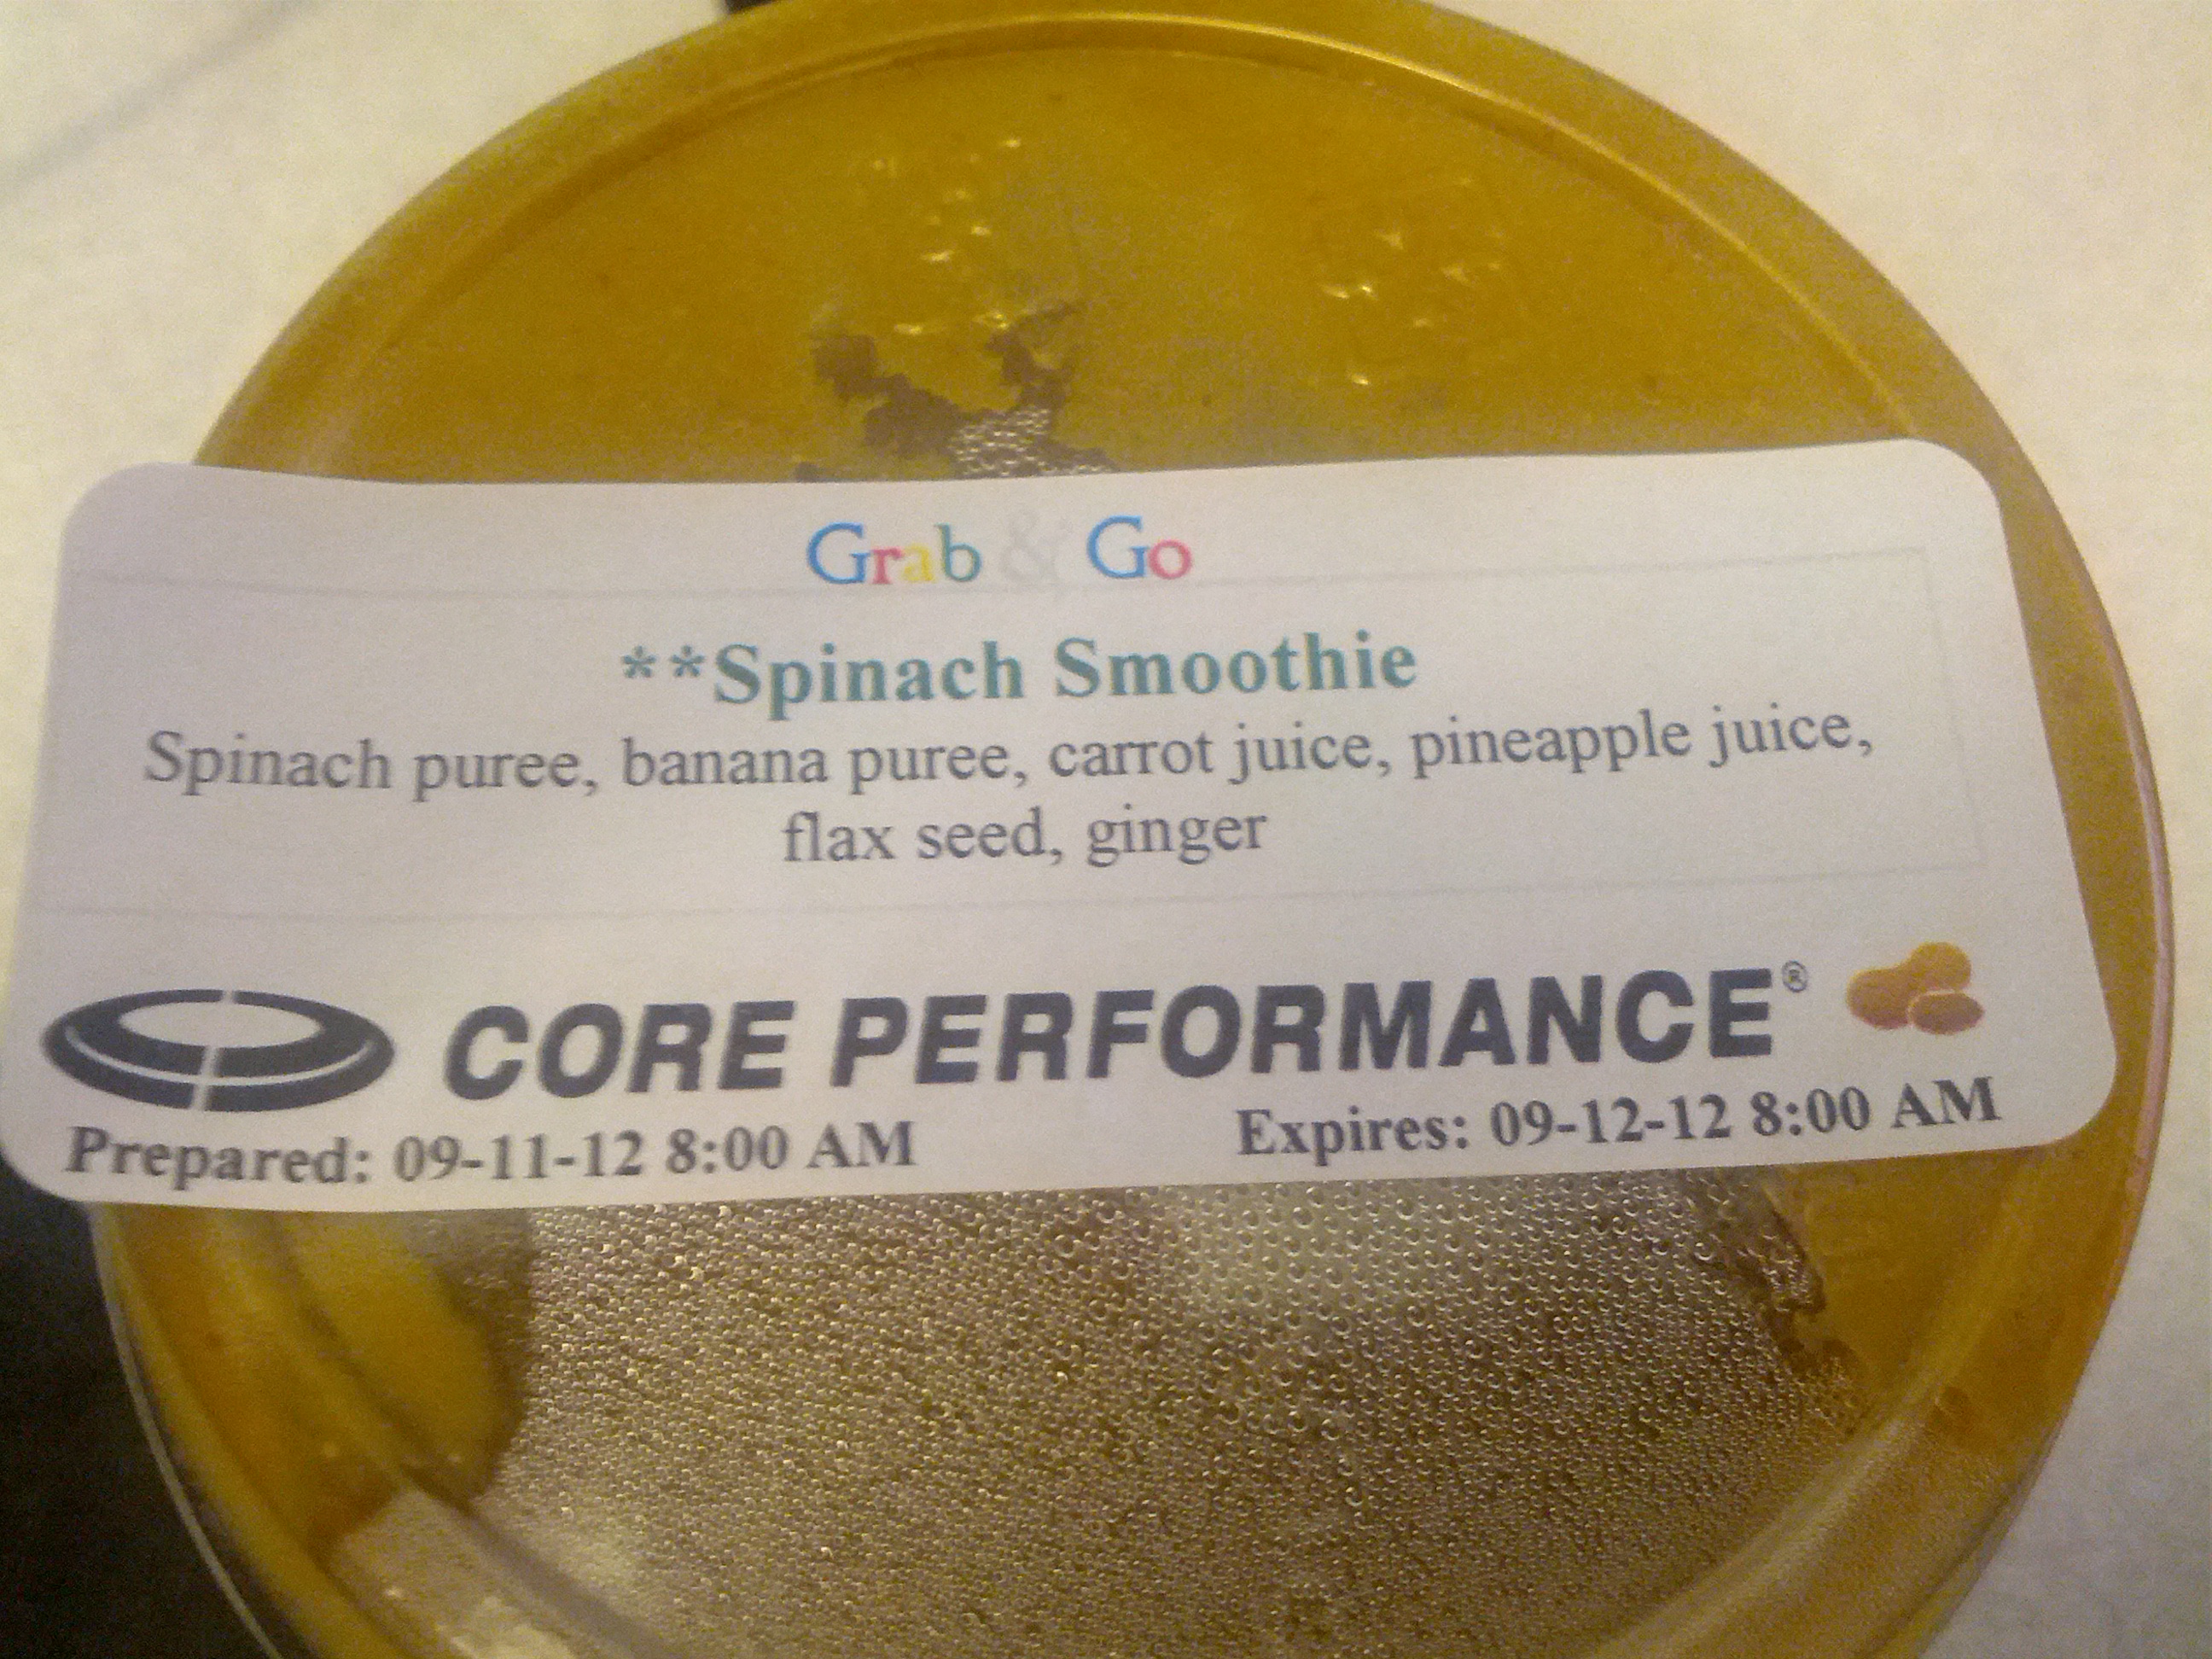 Grab & Go
**Spinach Smoothie
Spinach puree, banana puree, carrot juice, pineapple juice,
flax seed, ginger
CORE PERFORMANCE®
Prepared: 09-11-12 8:00 AM Expires: 09-12-12 8:00 AM